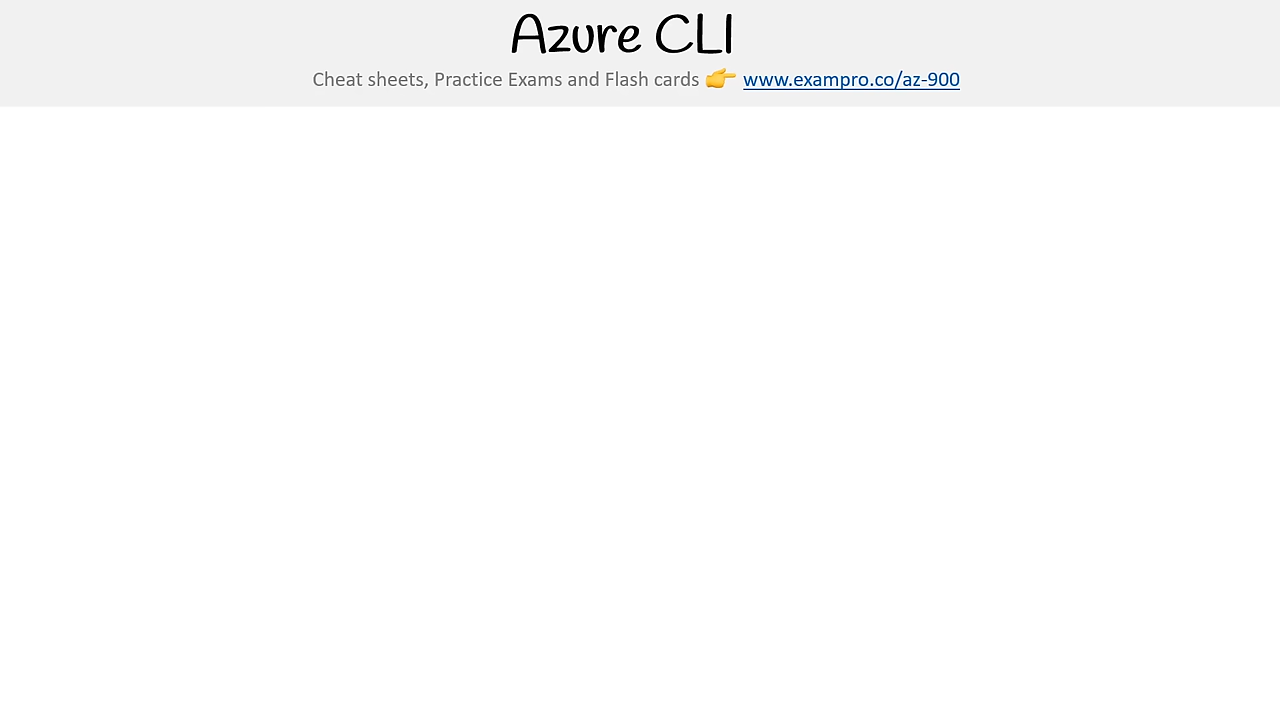 Azure CLI
Cheat sheets, Practice Exams and Flash cards 👉 www.exampro.co/az-900